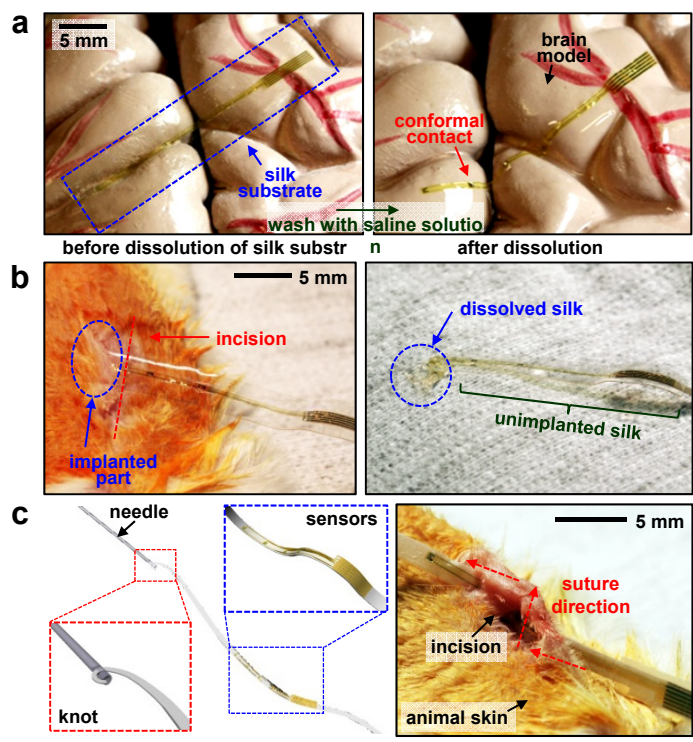 a
5 mm
silk
substrate
brain
model
conformal
contact
wash with saline solutio
n
before dissolution of silk substr
after dissolution
b
5 mm
incision
implanted
part
dissolved silk
unimplanted silk
c
needle
knot
sensors
5 mm
suture
direction
incision
animal skin